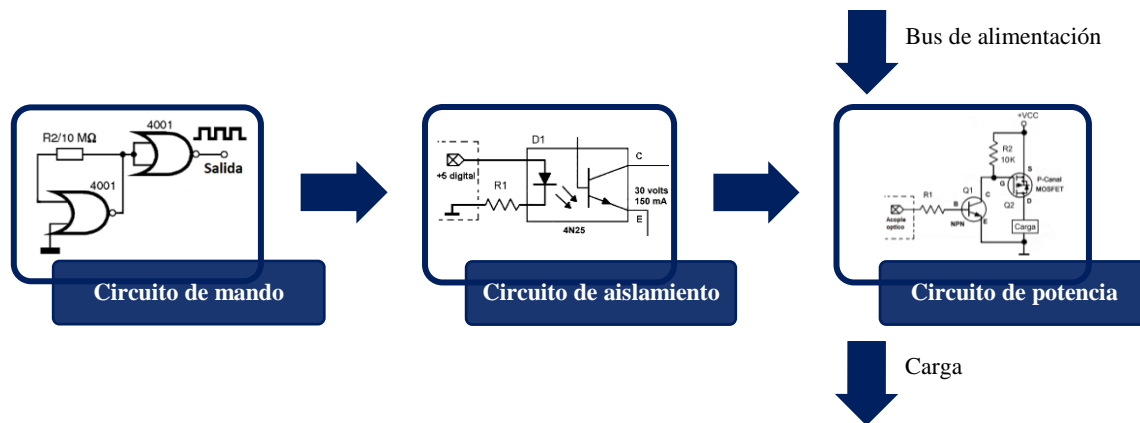 Bus de alimentación
4001
R2/10 MΩ
Salida
4001
Circuito de mando
D1
+5 digital
R1
C
30 volts
150 mA
E
4N25
Circuito de aislamiento
+VCC
R2
10K
S
P-Canal
MOSFET
G
Q1
C
Q2
D
R1
B
Acople
optico
NPN
E
Carga
Circuito de potencia
Carga